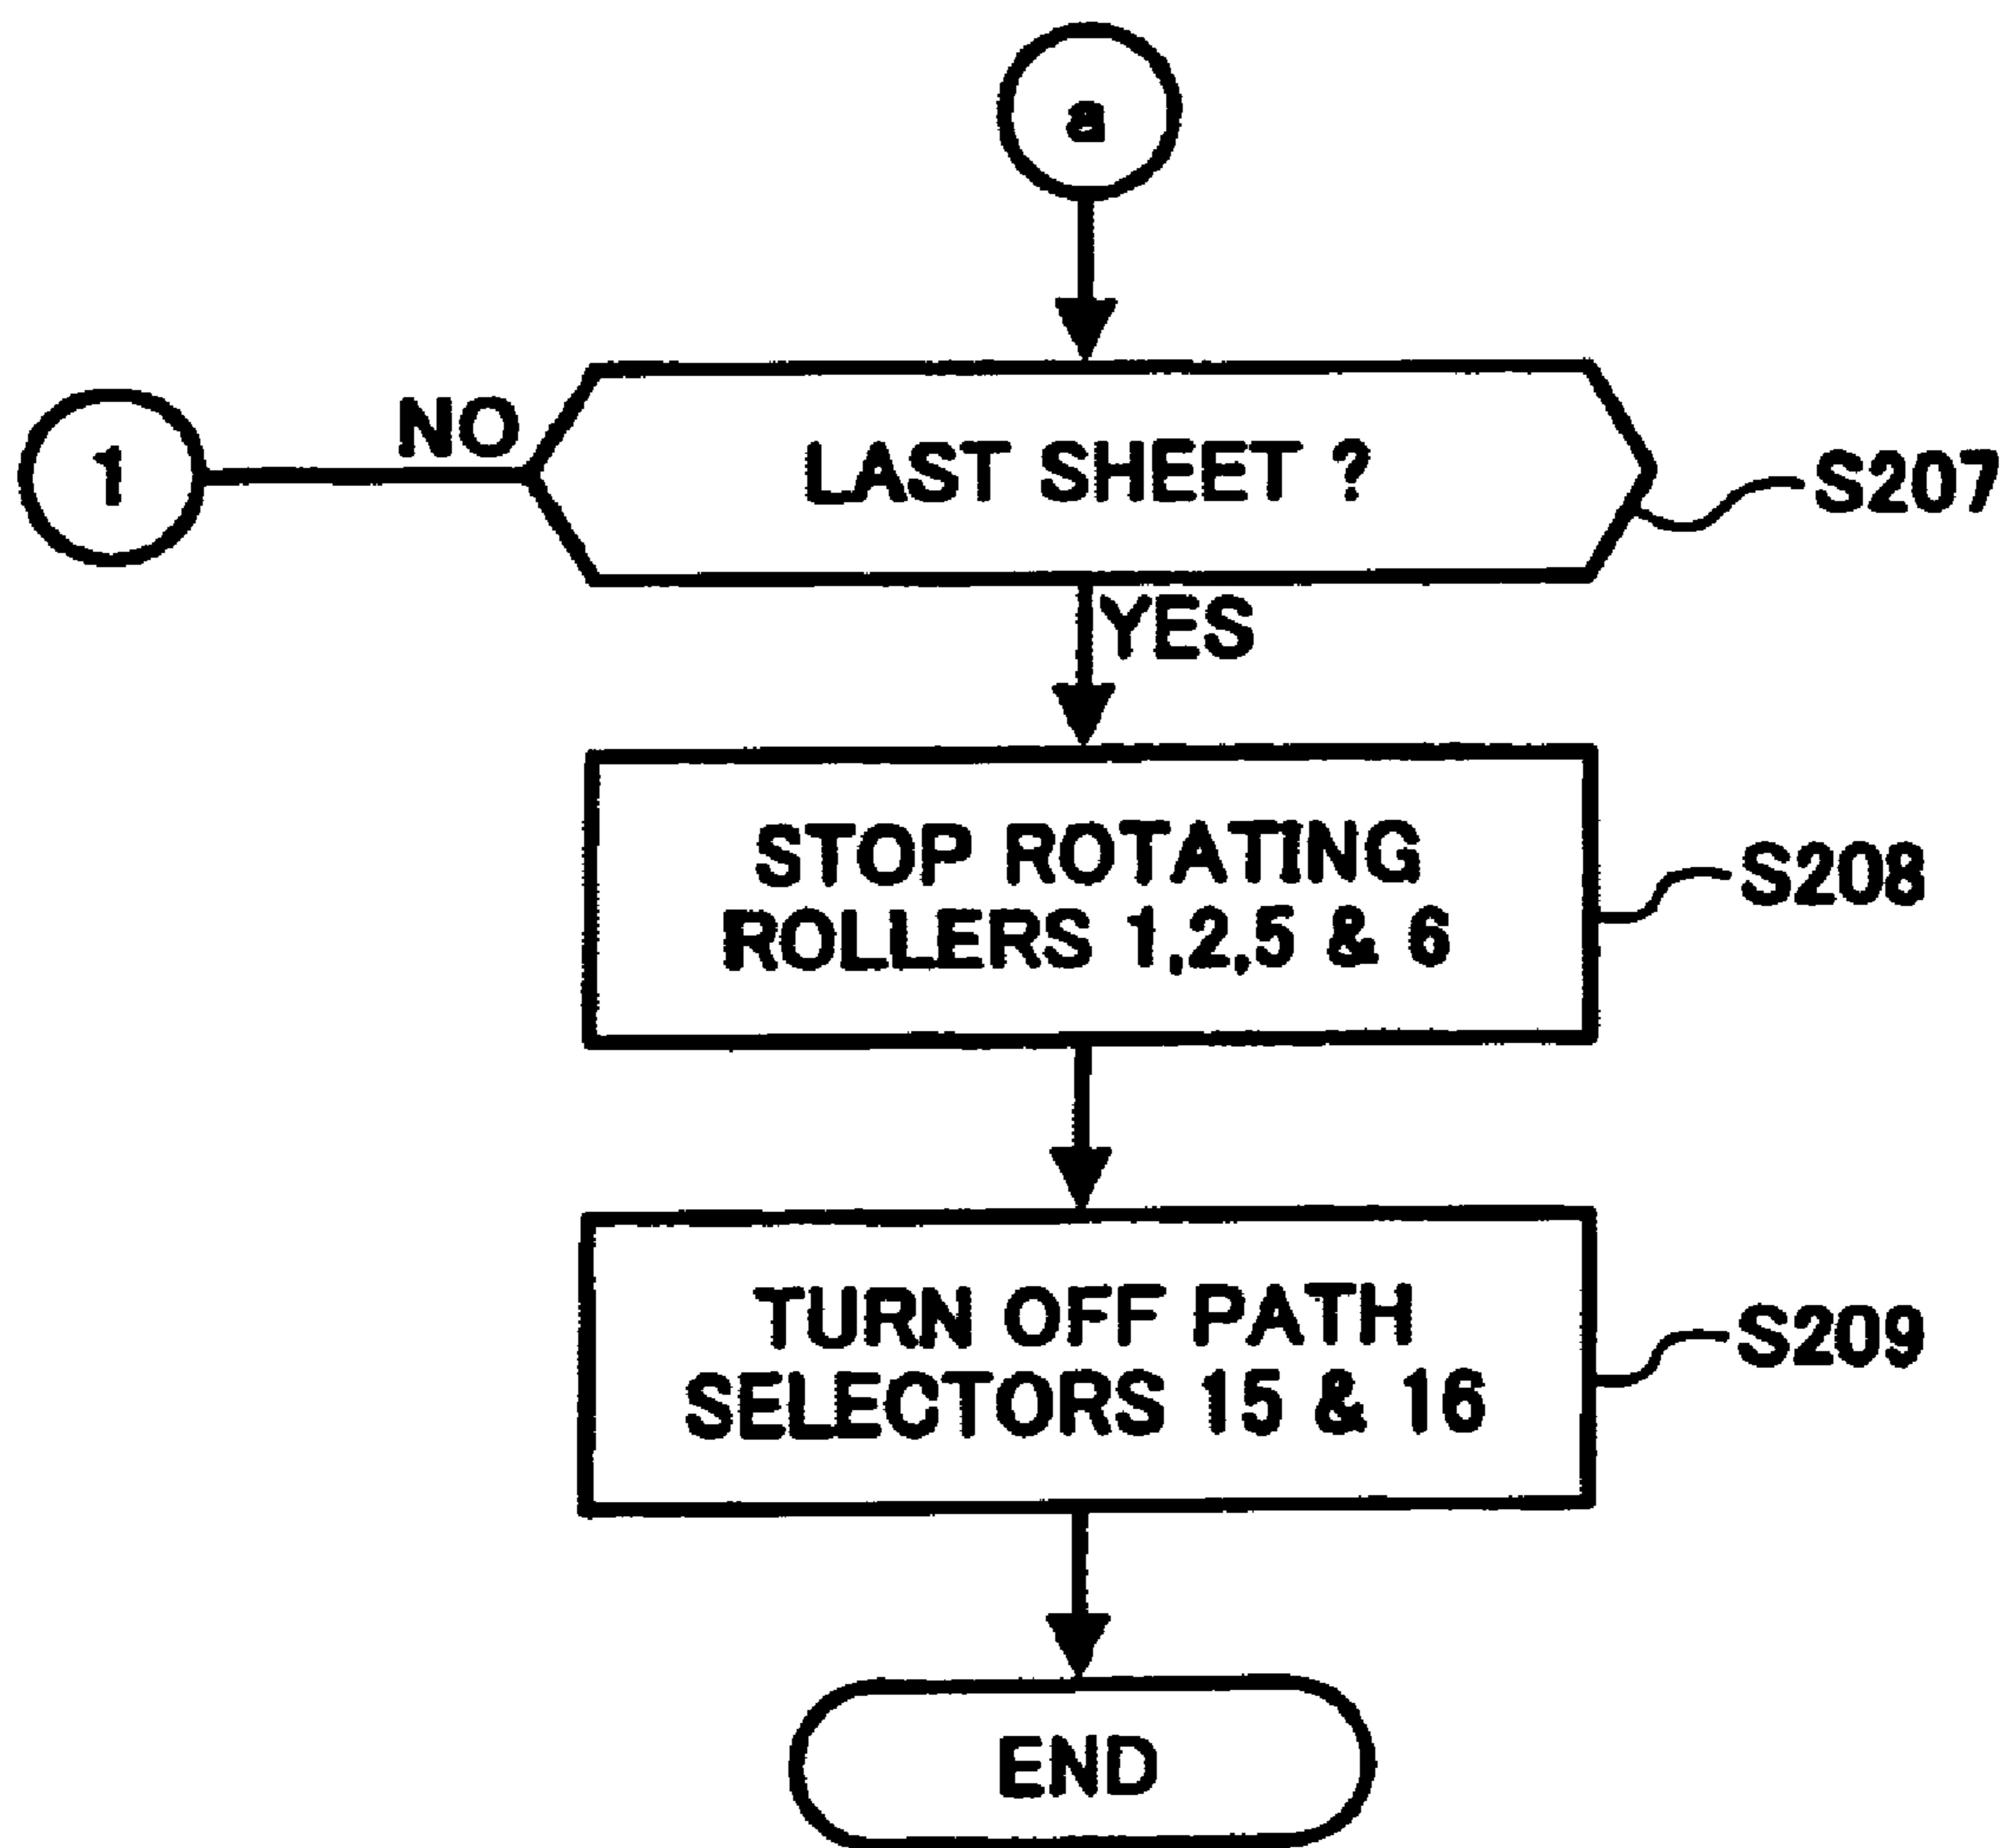 a
1
NO
LAST SHEET ?
S207
YES
STOP ROTATING
ROLLERS 1,2,5 & 6
S208
TURN OFF PATH
SELECTORS 15 & 16
S209
END